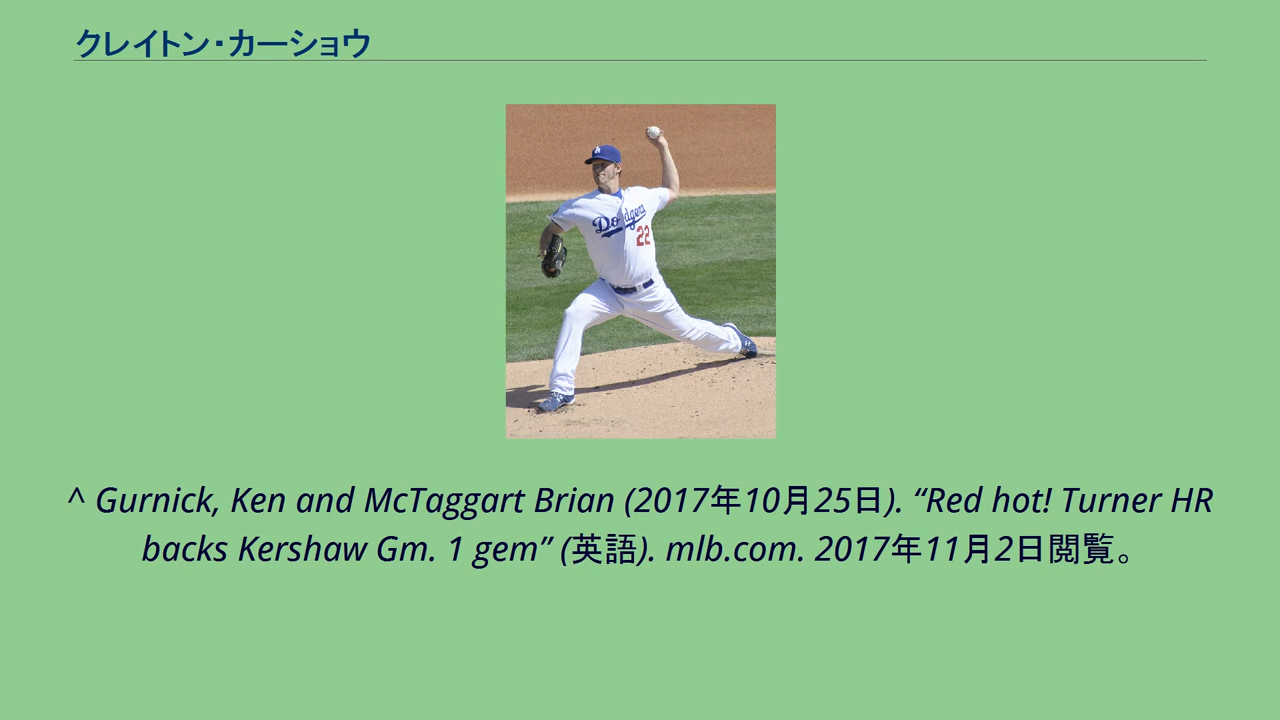 クレイトン・カーショウ
Dodgers
22
^ Gurnick, Ken and McTaggart Brian (2017年10月25日). “Red hot! Turner HR
backs Kershaw Gm. 1 gem” (英語). mlb.com. 2017年11月2日閲覧。